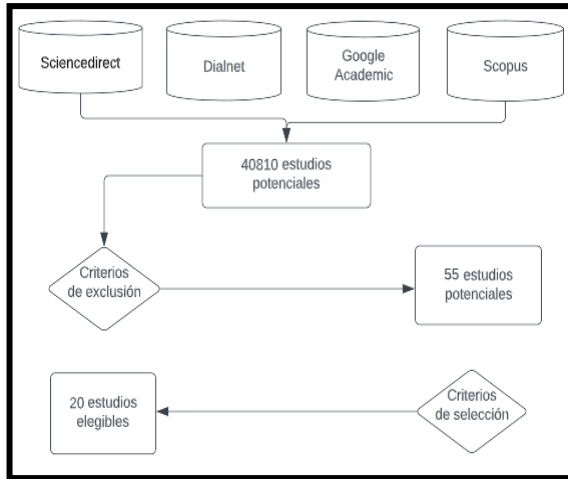 Sciencedirect
Dialnet
Google
Academic
Scopus
40810 estudios
potenciales
Criterios
de exclusión
55 estudios
potenciales
20 estudios
elegibles
Criterios
de selección